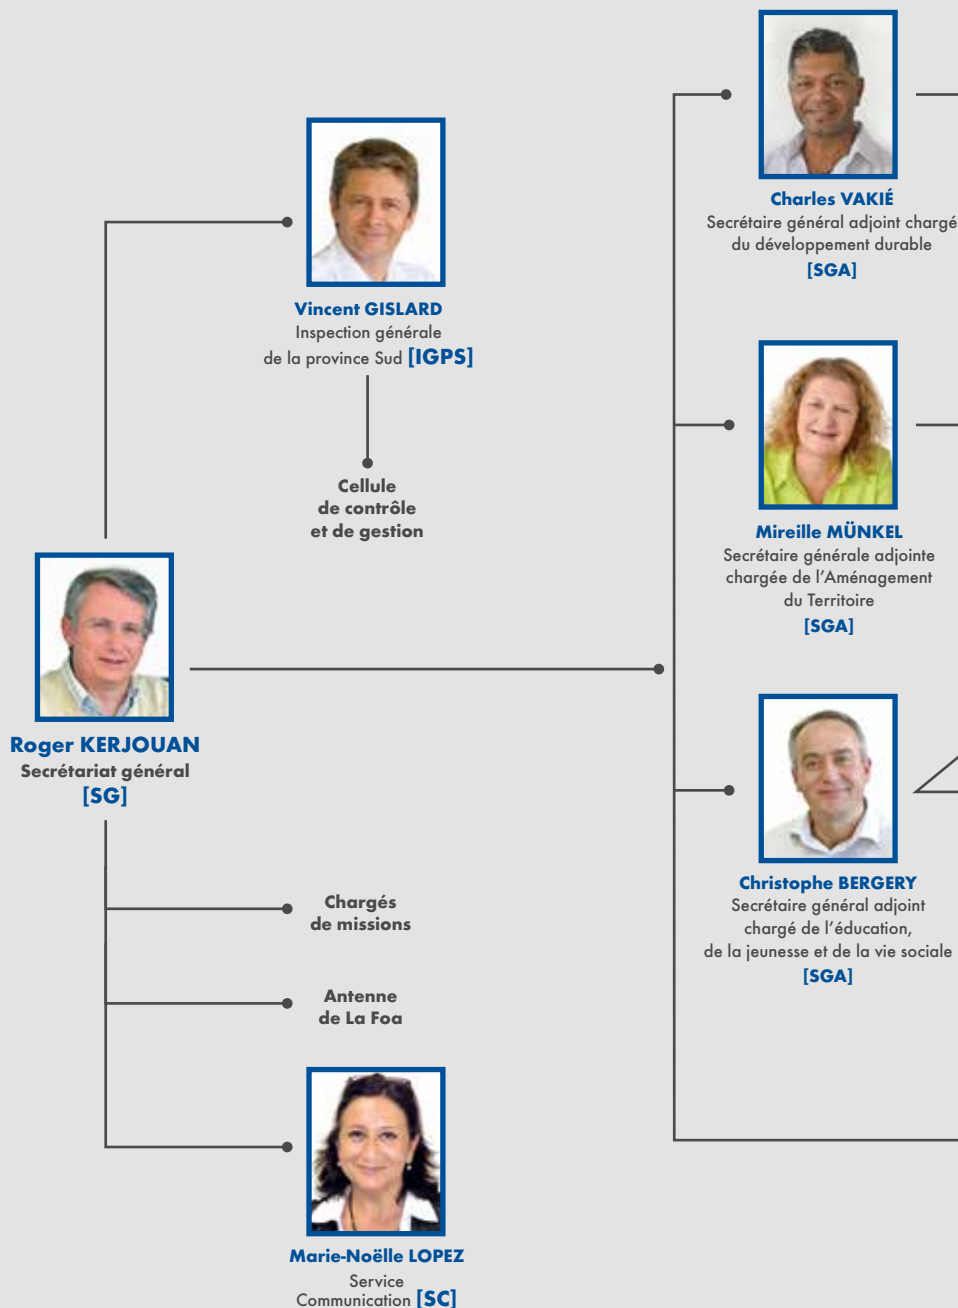 Charles VAKIÉ
Secrétaire général adjoint chargé
du développement durable
[SGA]
Vincent GISLARD
Inspection générale
de la province Sud [IGPS]
Cellule
de contrôle
et de gestion
Mireille MÜNKEL
Secrétaire générale adjointe
chargée de l'Aménagement
du Territoire
[SGA]
Roger KERJOUAN
Secrétariat général
[SG]
Christophe BERGERY
Secrétaire général adjoint
chargé de l'éducation,
de la jeunesse et de la vie sociale
[SGA]
Chargés
de missions
Antenne
de La Foa
Marie-Noëlle LOPEZ
Service
Communication [SC]